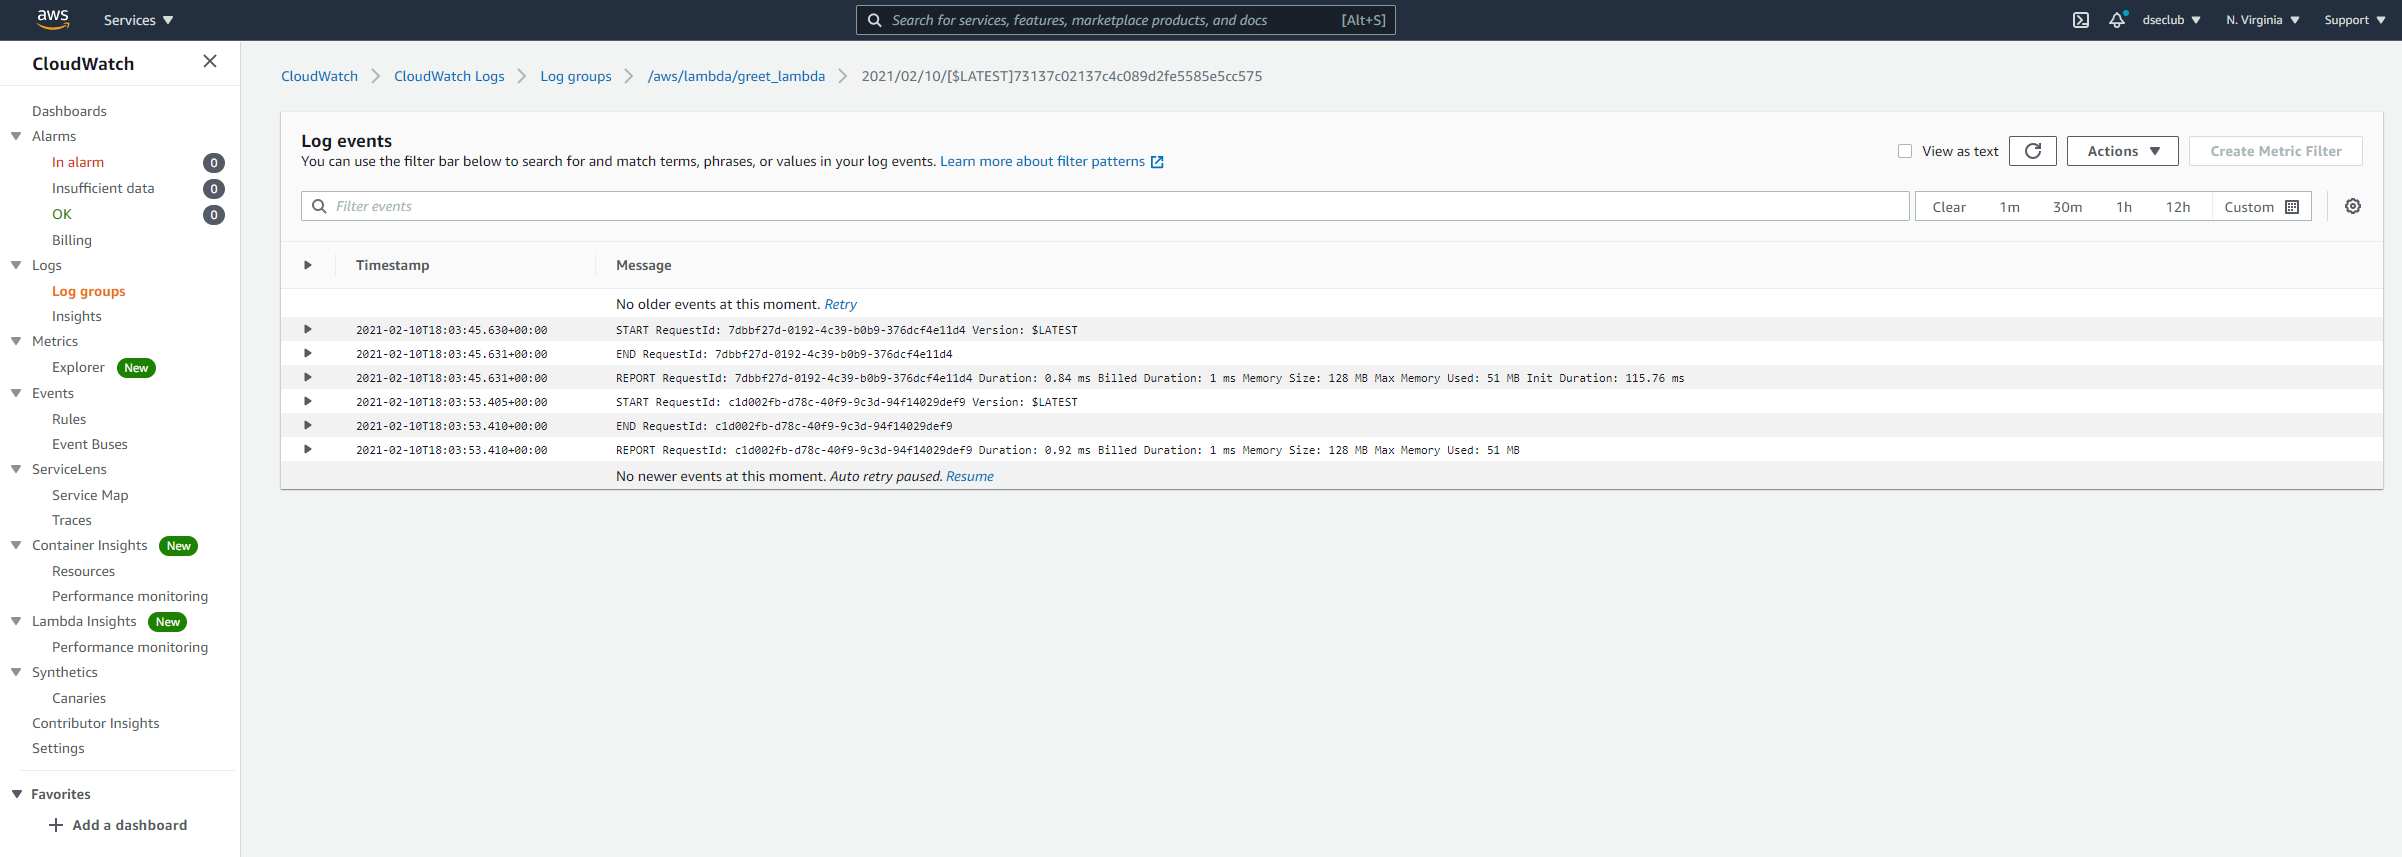 aws Services Search for services, features, marketplace products, and docs [Alt+S] dseclub N. Virginia Support
CloudWatch
Dashboards
Alarms
In alarm 0
Insufficient data 0
OK 0
Billing
Logs
Log groups
Insights
Metrics
Explorer New
Events
Rules
Event Buses
ServiceLens
Service Map
Traces
Container Insights New
Resources
Performance monitoring
Lambda Insights New
Performance monitoring
Synthetics
Canaries
Contributor Insights
Settings
Favorites
Add a dashboard
CloudWatch CloudWatch Logs Log groups /aws/lambda/greet_lambda 2021/02/10/[$LATEST]73137c02137c4c089d2fe5585e5cc575
Log events
You can use the filter bar below to search for and match terms, phrases, or values in your log events. Learn more about filter patterns
View as text Actions Create Metric Filter
Filter events Clear 1m 30m 1h 12h Custom
Timestamp Message
No older events at this moment. Retry
2021-02-10T18:03:45.630+00:00 START RequestId: 7dbbf27d-0192-4c39-b0b9-376dcf4e11d4 Version: $LATEST
2021-02-10T18:03:45.631+00:00 END RequestId: 7dbbf27d-0192-4c39-b0b9-376dcf4e11d4
2021-02-10T18:03:45.631+00:00 REPORT RequestId: 7dbbf27d-0192-4c39-b0b9-376dcf4e11d4 Duration: 0.84 ms Billed Duration: 1 ms Memory Size: 128 MB Max Memory Used: 51 MB Init Duration: 115.76 ms
2021-02-10T18:03:53.405+00:00 START RequestId: c1d002fb-d78c-40f9-9c3d-94f14029def9 Version: $LATEST
2021-02-10T18:03:53.410+00:00 END RequestId: c1d002fb-d78c-40f9-9c3d-94f14029def9
2021-02-10T18:03:53.410+00:00 REPORT RequestId: c1d002fb-d78c-40f9-9c3d-94f14029def9 Duration: 0.92 ms Billed Duration: 1 ms Memory Size: 128 MB Max Memory Used: 51 MB
No newer events at this moment. Auto retry paused. Resume